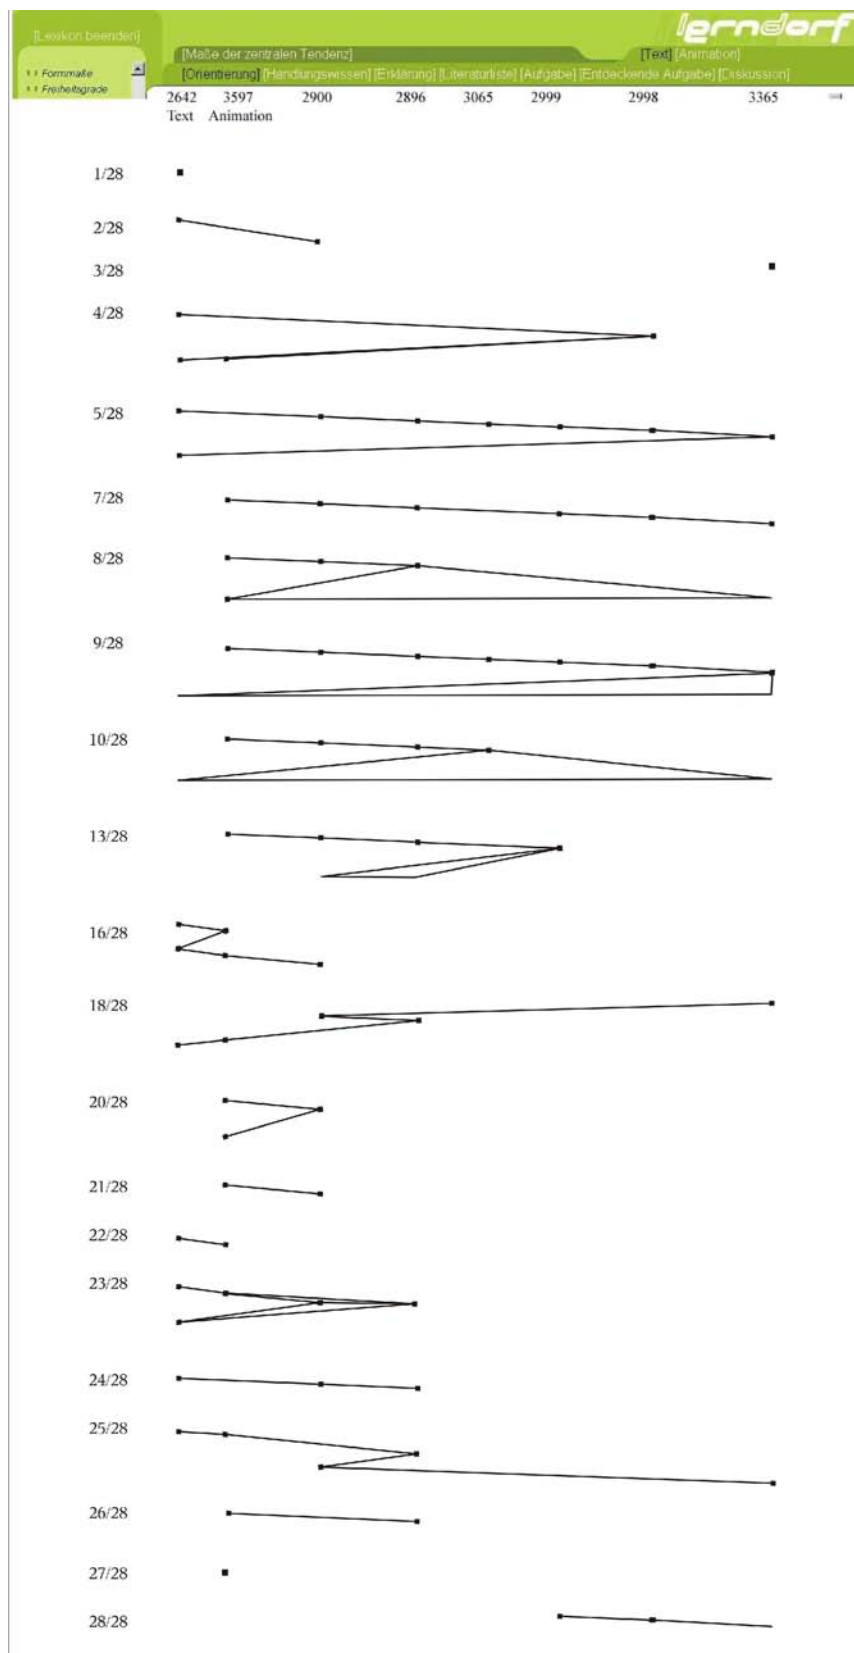 lerndorf
[Lexikon beenden]
[Maße der zentralen Tendenz]
[Text] [Animation]
Formmaße
Freiheitsgrade
[Orientierung] [Handlungswissen] [Erklärung] [Literaturliste] [Aufgabe] [Entdeckende Aufgabe] [Diskussion]
2642 3597 2900 2896 3065 2999 2998 3365
Text Animation
1/28
2/28
3/28
4/28
5/28
7/28
8/28
9/28
10/28
13/28
16/28
18/28
20/28
21/28
22/28
23/28
24/28
25/28
26/28
27/28
28/28